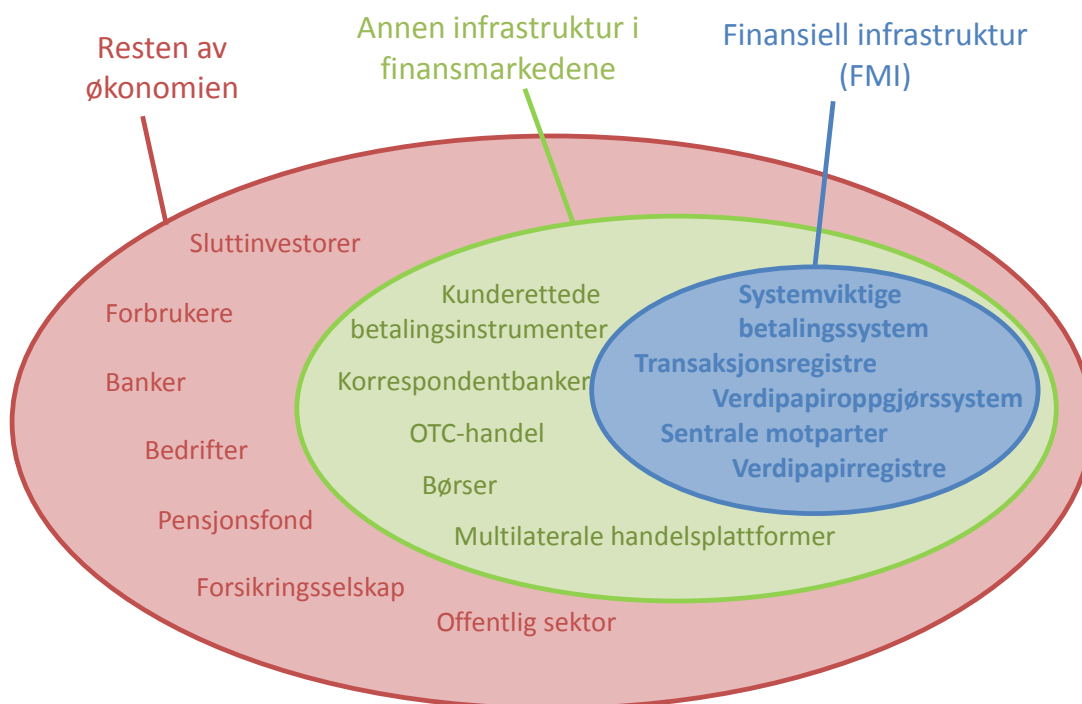 Resten av
økonomien
Annen infrastruktur i
finansmarkedene
Finansiell infrastruktur
(FMI)
Sluttinvestorer
Forbrukere
Banker
Bedrifter
Pensjonsfond
Forsikringsselskap
Offentlig sektor
Kunderettede
betalingsinstrumenter
Korrespondentbanker
OTC-handel
Børser
Multilaterale handelsplattformer
Systemviktige
betalingssystem
Transaksjonsregistre
Verdipapiroppgjørssystem
Sentrale motparter
Verdipapirregistre